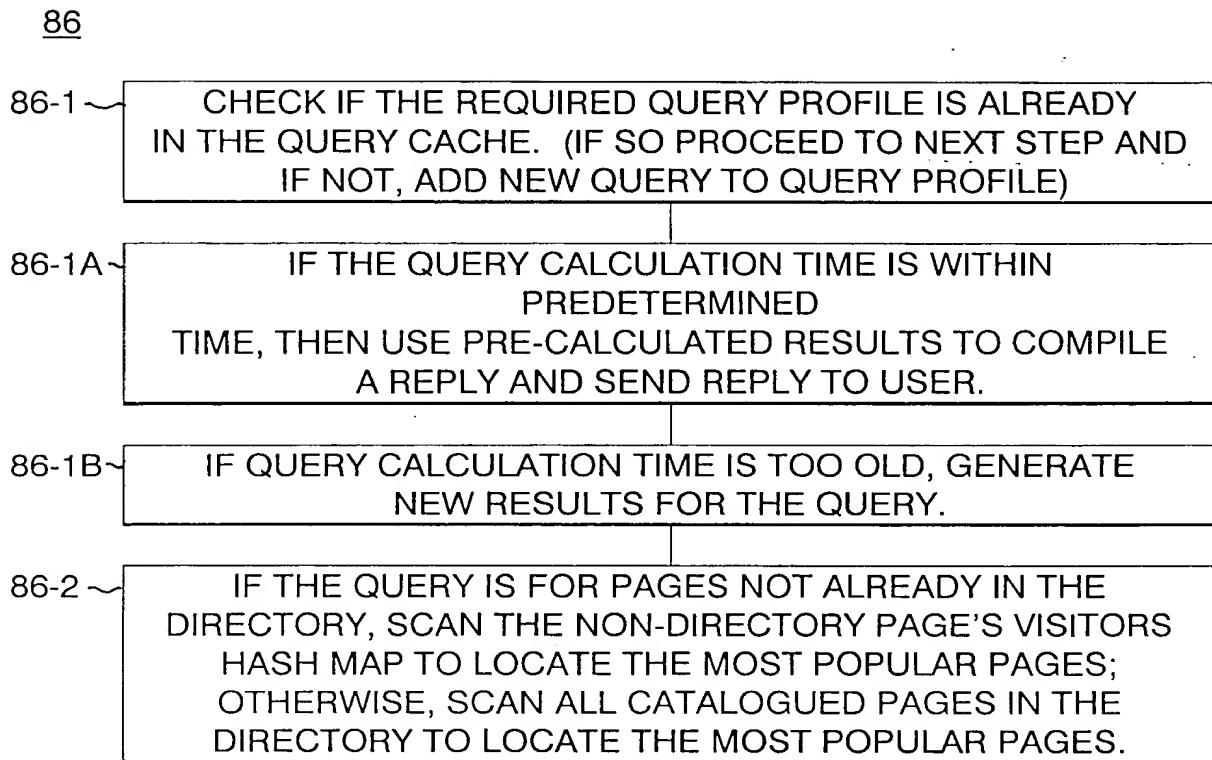 86
86-1
CHECK IF THE REQUIRED QUERY PROFILE IS ALREADY
IN THE QUERY CACHE. (IF SO PROCEED TO NEXT STEP AND
IF NOT, ADD NEW QUERY TO QUERY PROFILE)
86-1A
IF THE QUERY CALCULATION TIME IS WITHIN
PREDETERMINED
TIME, THEN USE PRE-CALCULATED RESULTS TO COMPILE
A REPLY AND SEND REPLY TO USER.
86-1B
IF QUERY CALCULATION TIME IS TOO OLD, GENERATE
NEW RESULTS FOR THE QUERY.
86-2
IF THE QUERY IS FOR PAGES NOT ALREADY IN THE
DIRECTORY, SCAN THE NON-DIRECTORY PAGE'S VISITORS
HASH MAP TO LOCATE THE MOST POPULAR PAGES;
OTHERWISE, SCAN ALL CATALOGUED PAGES IN THE
DIRECTORY TO LOCATE THE MOST POPULAR PAGES.